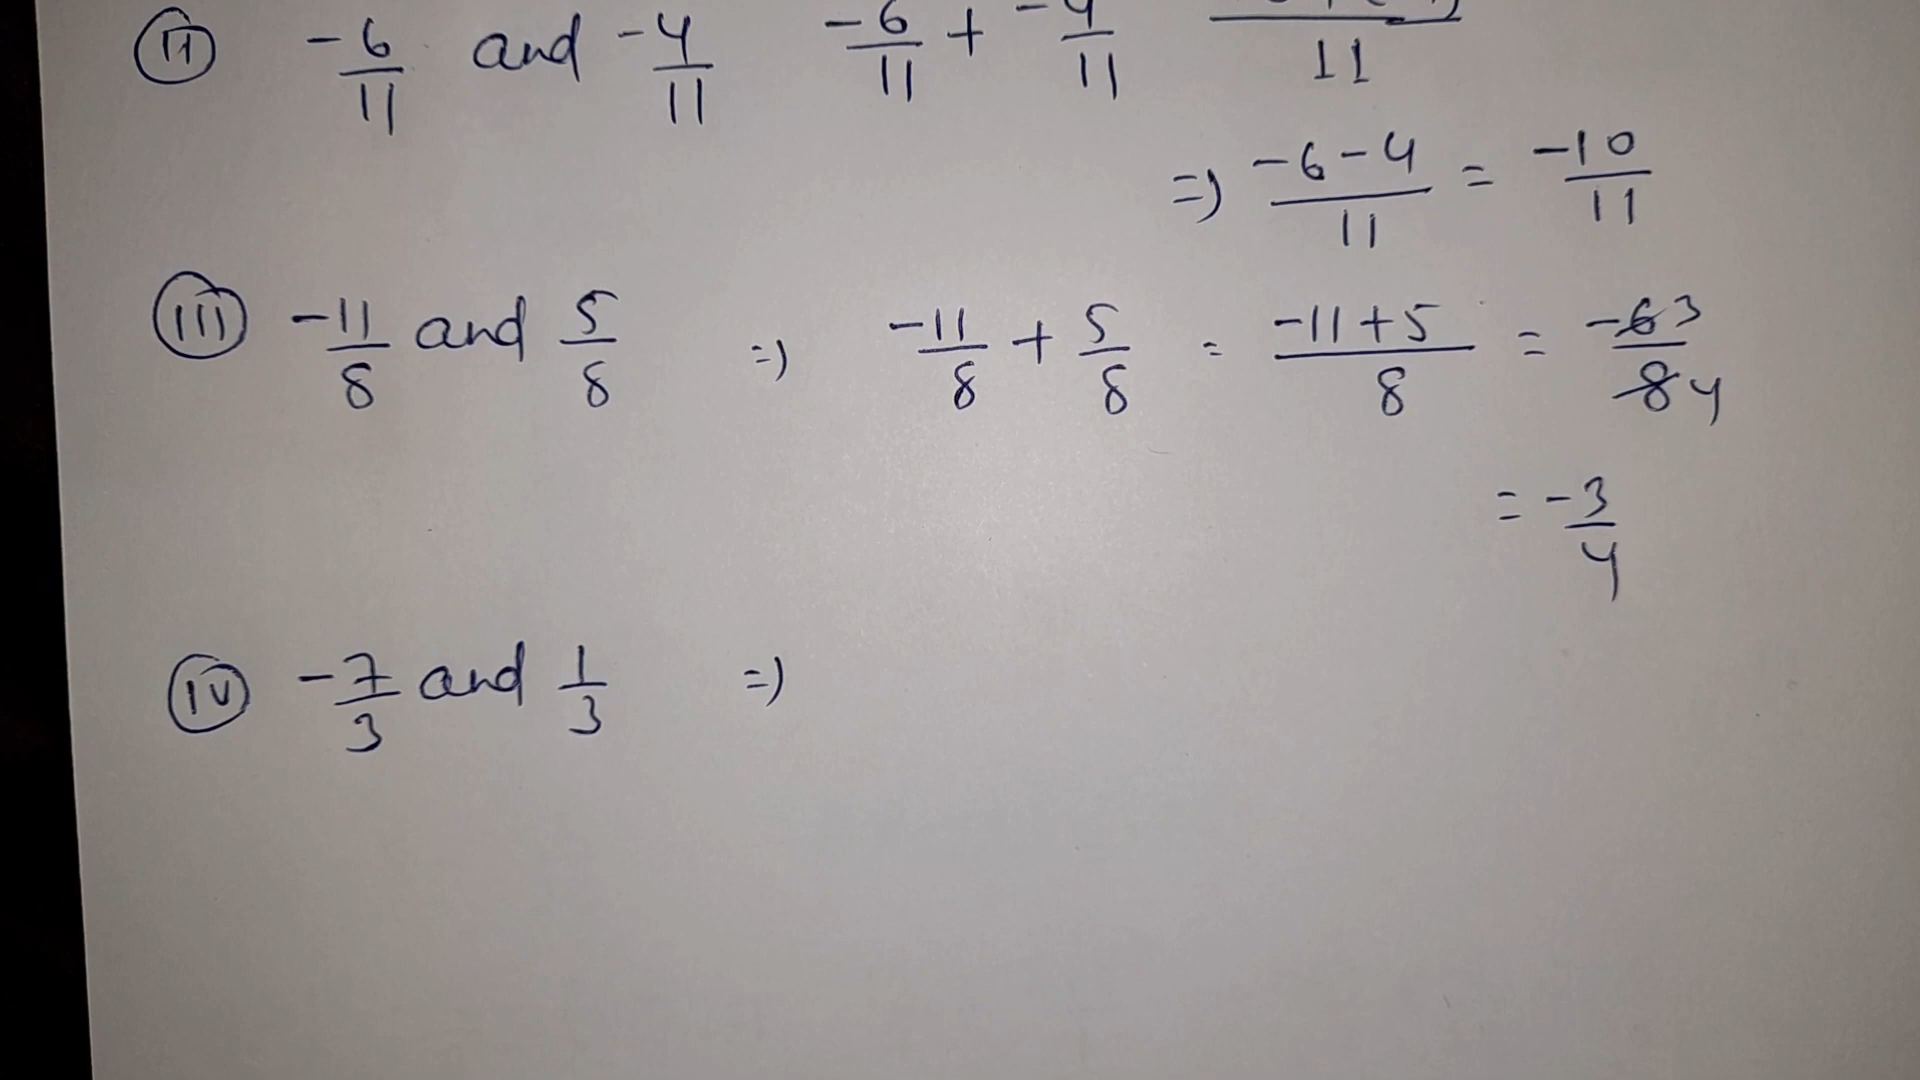 (ii) -6/11 and -4/11 -6/11 + -4/11 /11
=> -6-4/11 = -10/11
(iii) -11/8 and 5/8 => -11/8 + 5/8 = -11+5/8 = -6 3/8 4
= -3/4
(iv) -7/3 and 1/3 =>